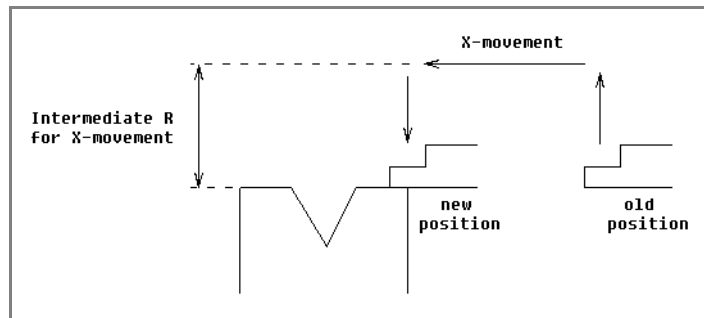 X-movement
Intermediate R
for X-movement
new
position
old
position